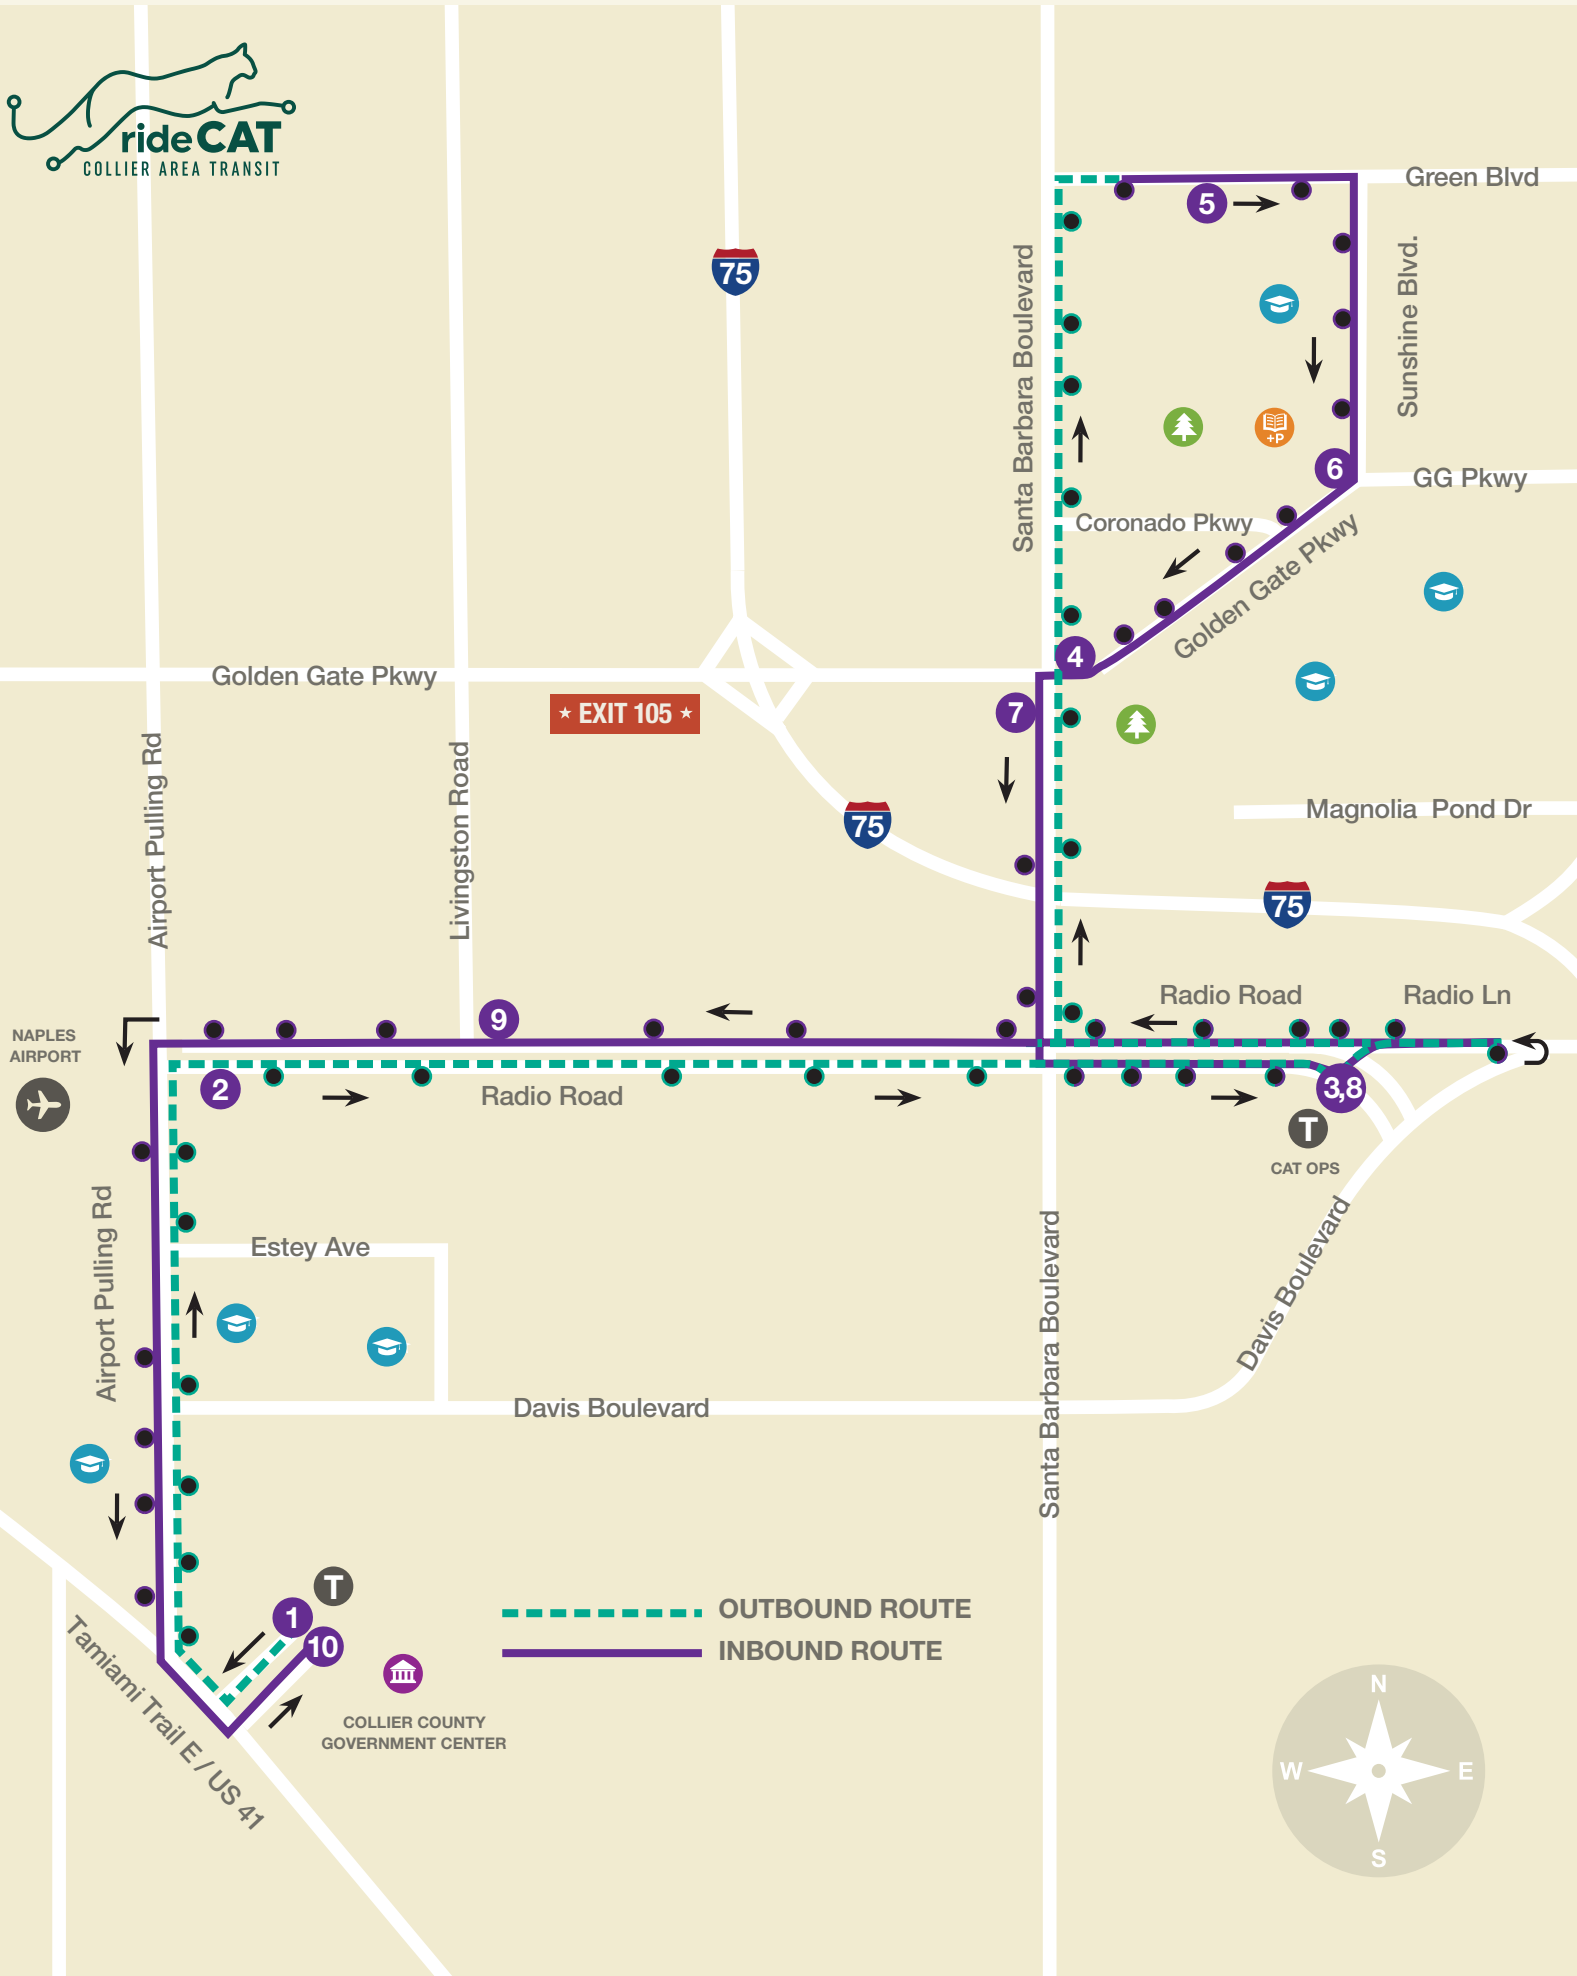 rideCAT
COLLIER AREA TRANSIT
Green Blvd
5
75
Santa Barbara Boulevard
Sunshine Blvd.
+P
6
GG Pkwy
Coronado Pkwy
Golden Gate Pkwy
4
Golden Gate Pkwy
★ EXIT 105 ★
7
Airport Pulling Rd
Livingston Road
75
Magnolia Pond Dr
75
Radio Road
Radio Ln
9
NAPLES
AIRPORT
2
Radio Road
3,8
T
CAT OPS
Airport Pulling Rd
Estey Ave
Santa Barbara Boulevard
Davis Boulevard
Davis Boulevard
T
1
10
OUTBOUND ROUTE
INBOUND ROUTE
Tamiami Trail E / US 41
COLLIER COUNTY
GOVERNMENT CENTER
N
W
E
S